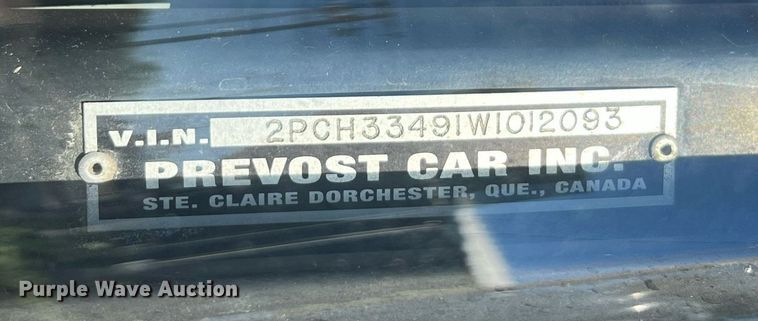 V.I.N. 2PCH33491W1012093
PREVOST CAR INC.
STE. CLAIRE DORCHESTER, QUE., CANADA
Purple Wave Auction